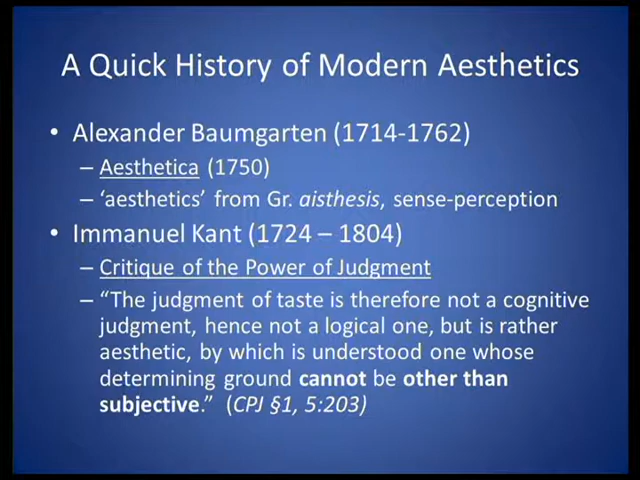 A Quick History of Modern Aesthetics
• Alexander Baumgarten (1714-1762)
– Aesthetica (1750)
– ‘aesthetics’ from Gr. aisthesis, sense-perception
• Immanuel Kant (1724 – 1804)
– Critique of the Power of Judgment
– “The judgment of taste is therefore not a cognitive
judgment, hence not a logical one, but is rather
aesthetic, by which is understood one whose
determining ground cannot be other than
subjective.” (CPJ §1, 5:203)